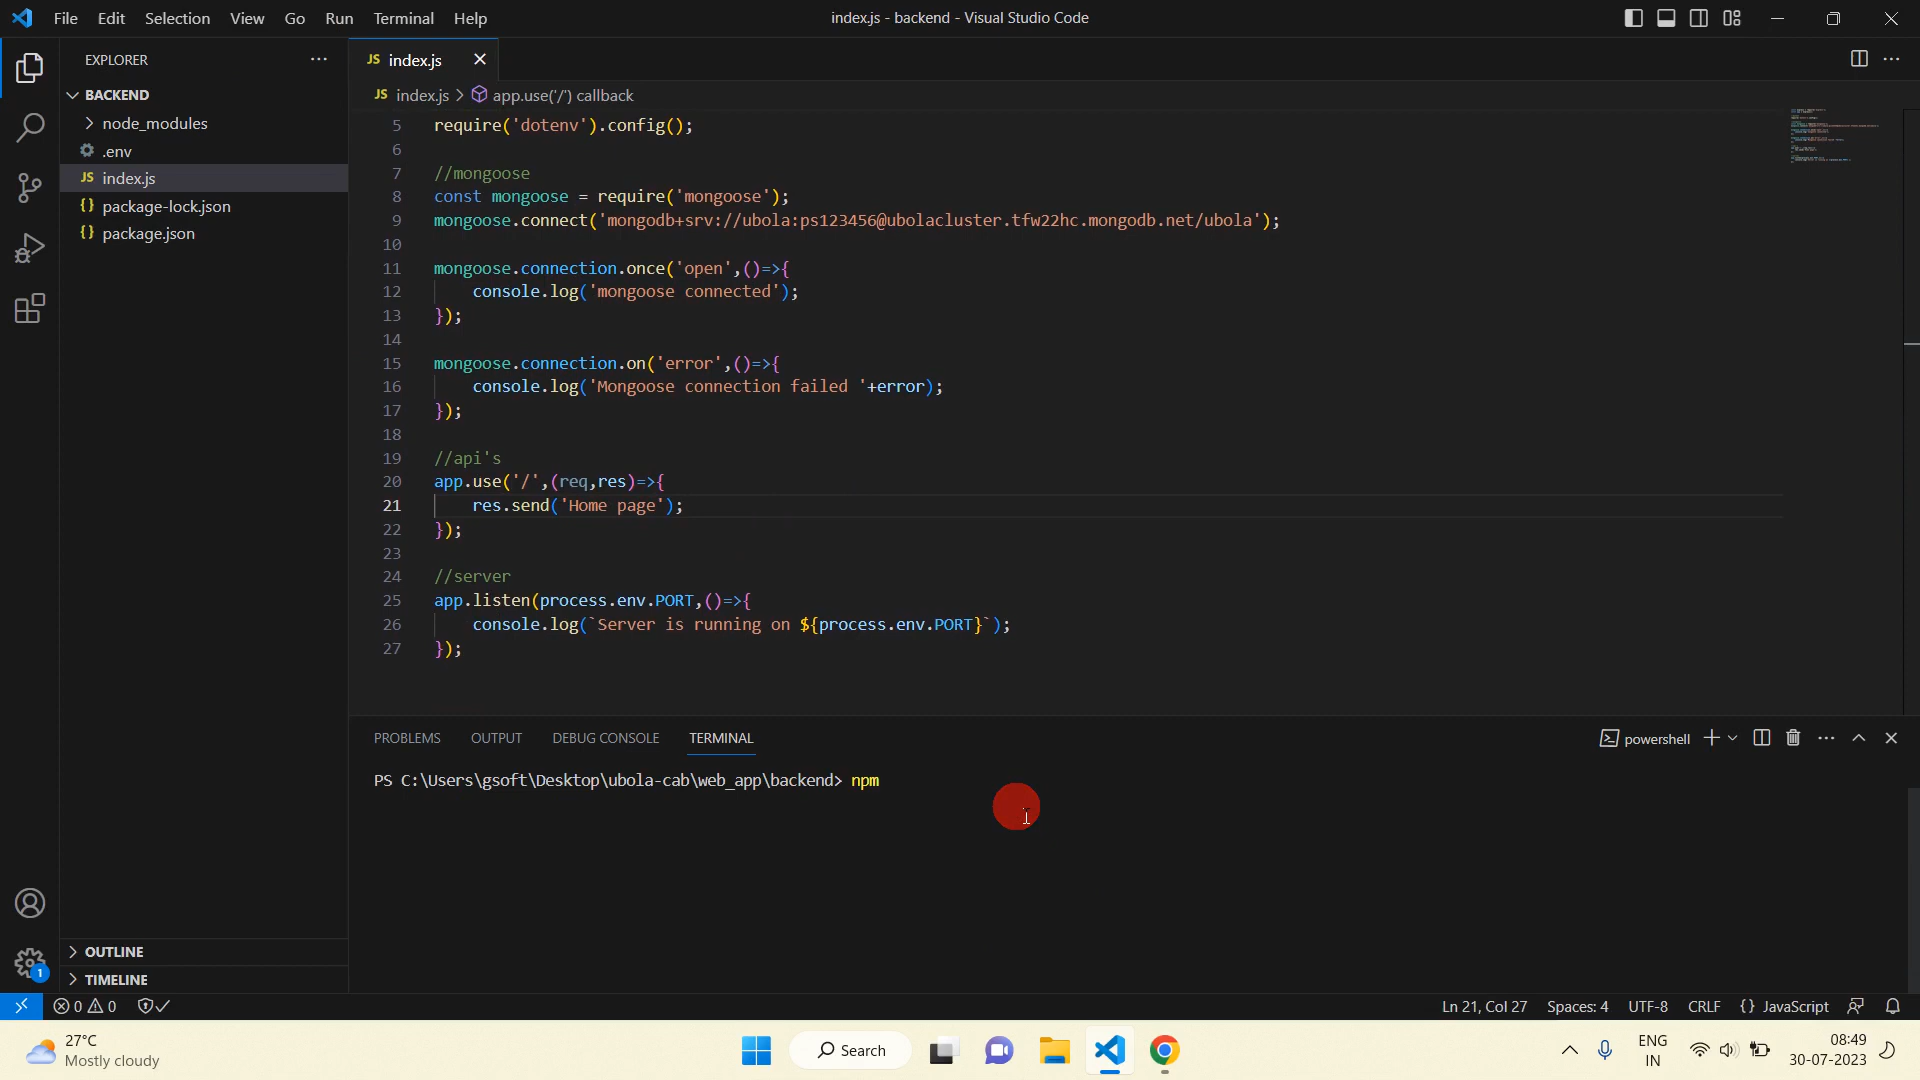 File Edit Selection View Go Run Terminal Help
index.js - backend - Visual Studio Code
EXPLORER
BACKEND
node_modules
.env
JS index.js
{} package-lock.json
{} package.json
OUTLINE
TIMELINE
JS index.js
JS index.js > app.use('/') callback
5 require('dotenv').config();
6
7 //mongoose
8 const mongoose = require('mongoose');
9 mongoose.connect('mongodb+srv://ubola:ps123456@ubolacluster.tfw22hc.mongodb.net/ubola');
10
11 mongoose.connection.once('open',()=>{
12 console.log('mongoose connected');
13 });
14
15 mongoose.connection.on('error',()=>{
16 console.log('Mongoose connection failed '+error);
17 });
18
19 //api's
20 app.use('/',(req,res)=>{
21 res.send('Home page');
22 });
23
24 //server
25 app.listen(process.env.PORT,()=>{
26 console.log(`Server is running on ${process.env.PORT}`);
27 });
PROBLEMS OUTPUT DEBUG CONSOLE TERMINAL
powershell
PS C:\Users\gsoft\Desktop\ubola-cab\web_app\backend> npm
1
0 0
Ln 21, Col 27 Spaces: 4 UTF-8 CRLF {} JavaScript
27°C
Mostly cloudy
Search
ENG
IN
08:49
30-07-2023